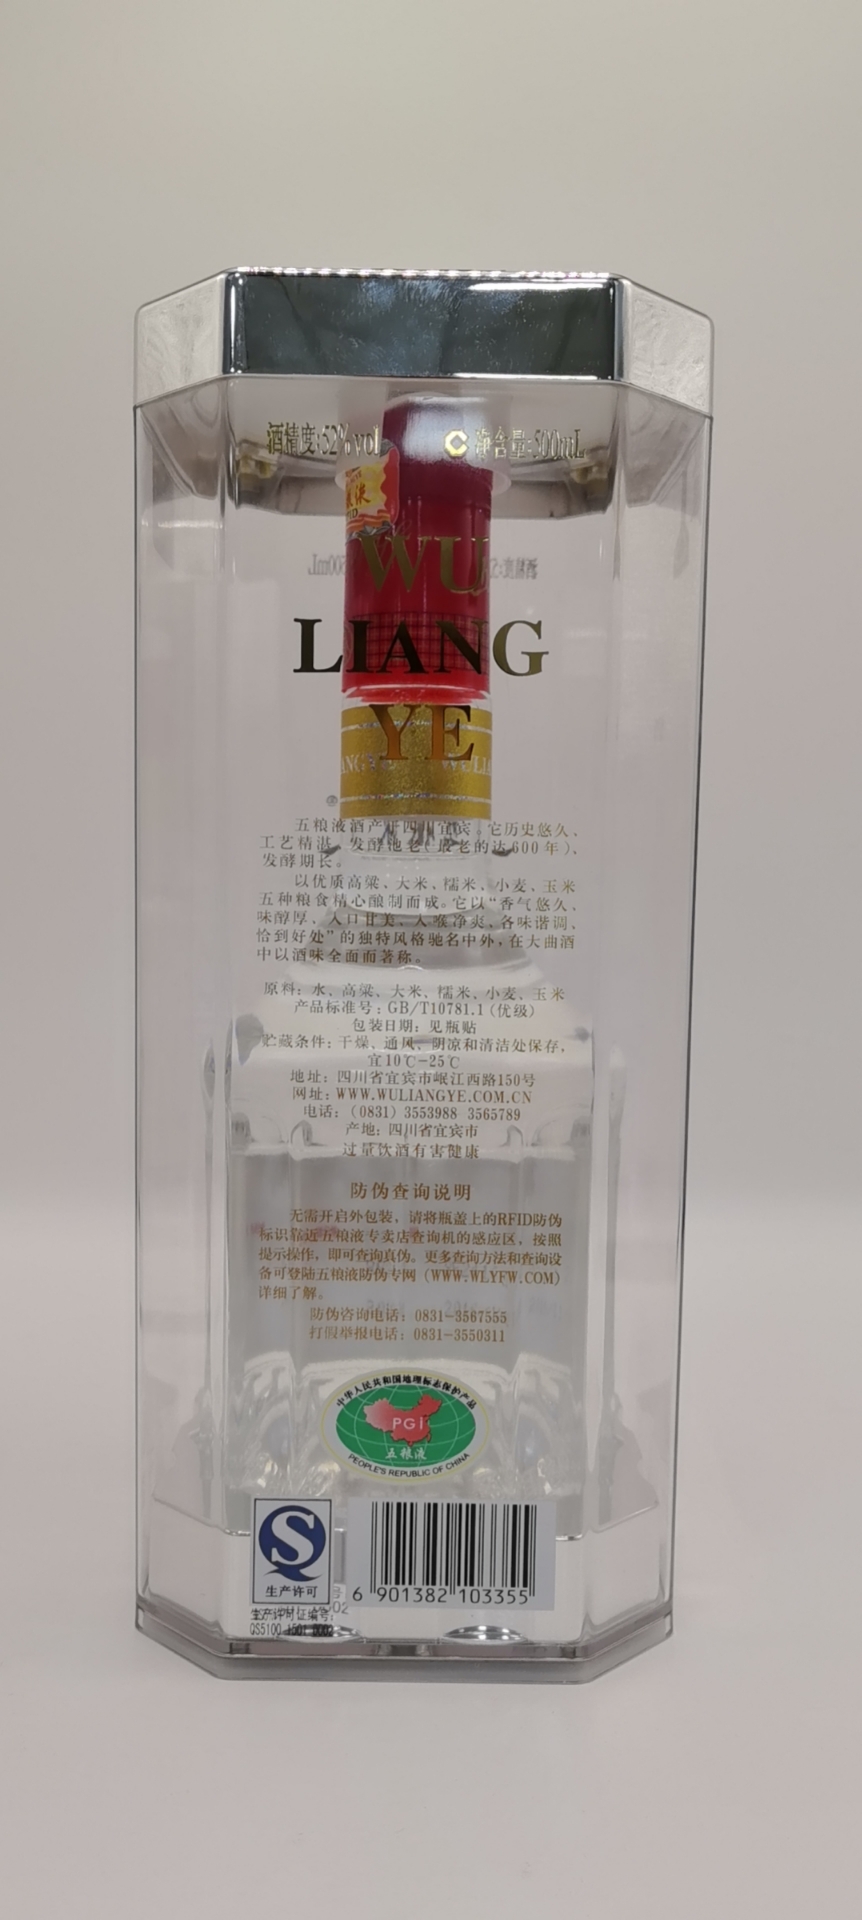 酒精度:52%vol 净含量:500mL
WU
LIANG
YE
五粮液酒产于四川宜宾。它历史悠久、
工艺精湛、发酵池老(最老的达600年)、
发酵期长。
以优质高粱、大米、糯米、小麦、玉米
五种粮食精心酿制而成。它以“香气悠久、
味醇厚、入口甘美、入喉净爽、各味谐调、
恰到好处”的独特风格驰名中外,在大曲酒
中以酒味全面而著称。
原料:水、高粱、大米、糯米、小麦、玉米
产品标准号:GB/T10781.1(优级)
包装日期:见瓶贴
贮藏条件:干燥、通风、阴凉和清洁处保存,
宜10℃-25℃
地址:四川省宜宾市岷江西路150号
网址:WWW.WULIANGYE.COM.CN
电话:(0831) 3553988 3565789
产地:四川省宜宾市
过量饮酒有害健康
防伪查询说明
无需开启外包装,请将瓶盖上的RFID防伪
标识靠近五粮液专卖店查询机的感应区,按照
提示操作,即可查询真伪。更多查询方法和查询设
备可登陆五粮液防伪专网(WWW.WLYFW.COM)
详细了解。
防伪咨询电话:0831-3567555
打假举报电话:0831-3550311
中华人民共和国地理标志保护产品
PGI
五粮液
PEOPLE'S REPUBLIC OF CHINA
S
生产许可
6 901382 103355
生产许可证编号:
QS5100 1501 0002